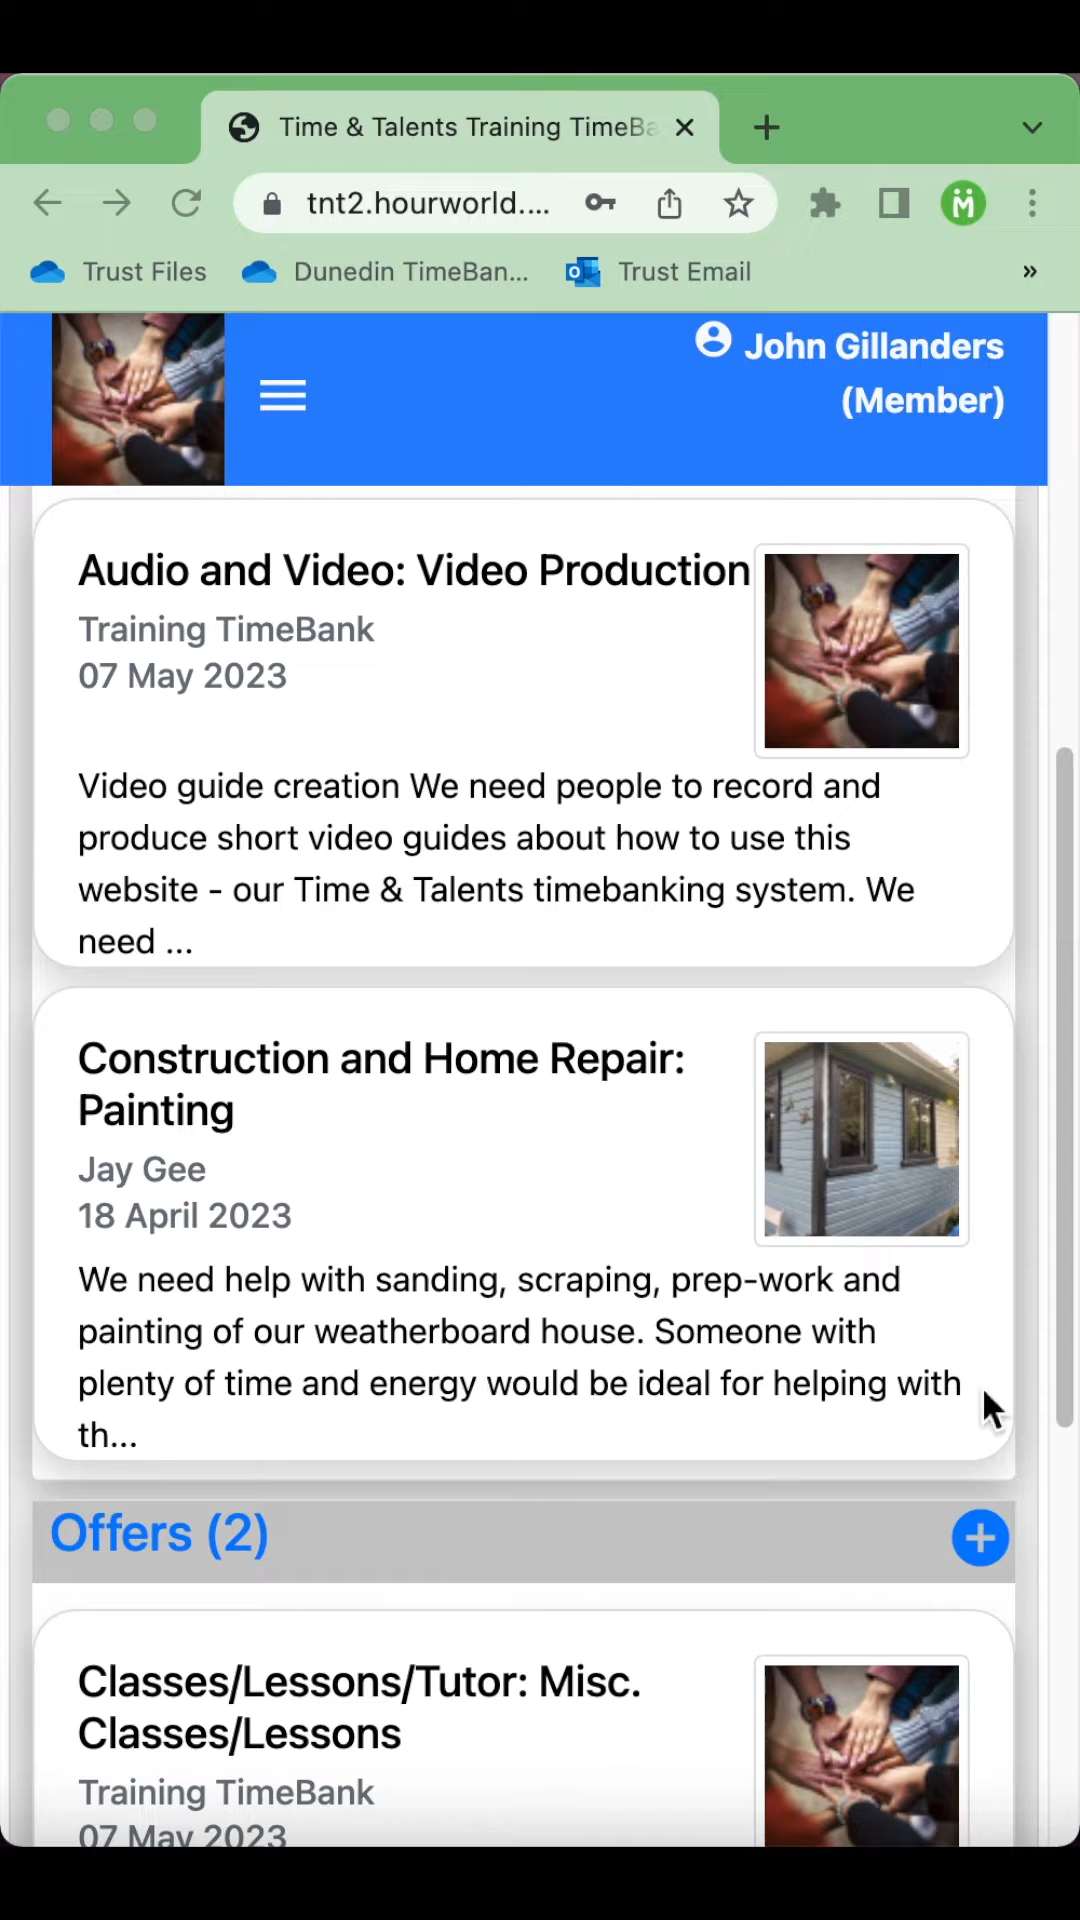 Time & Talents Training TimeBa
tnt2.hourworld....
Trust Files
Dunedin TimeBan...
Trust Email
John Gillanders
(Member)
Audio and Video: Video Production
Training TimeBank
07 May 2023
Video guide creation We need people to record and
produce short video guides about how to use this
website - our Time & Talents timebanking system. We
need ...
Construction and Home Repair:
Painting
Jay Gee
18 April 2023
We need help with sanding, scraping, prep-work and
painting of our weatherboard house. Someone with
plenty of time and energy would be ideal for helping with
th...
Offers (2)
Classes/Lessons/Tutor: Misc.
Classes/Lessons
Training TimeBank
07 May 2023